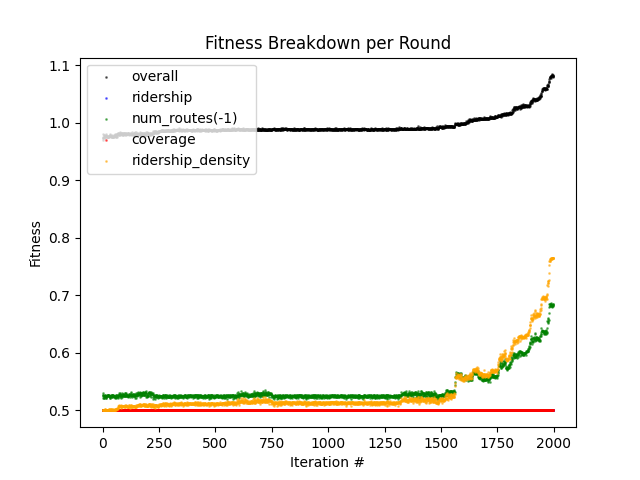 Fitness Breakdown per Round
1.1
1.0
0.9
0.8
0.7
0.6
0.5
Fitness
overall
ridership
num_routes(-1)
coverage
ridership_density
0 250 500 750 1000 1250 1500 1750 2000
Iteration #